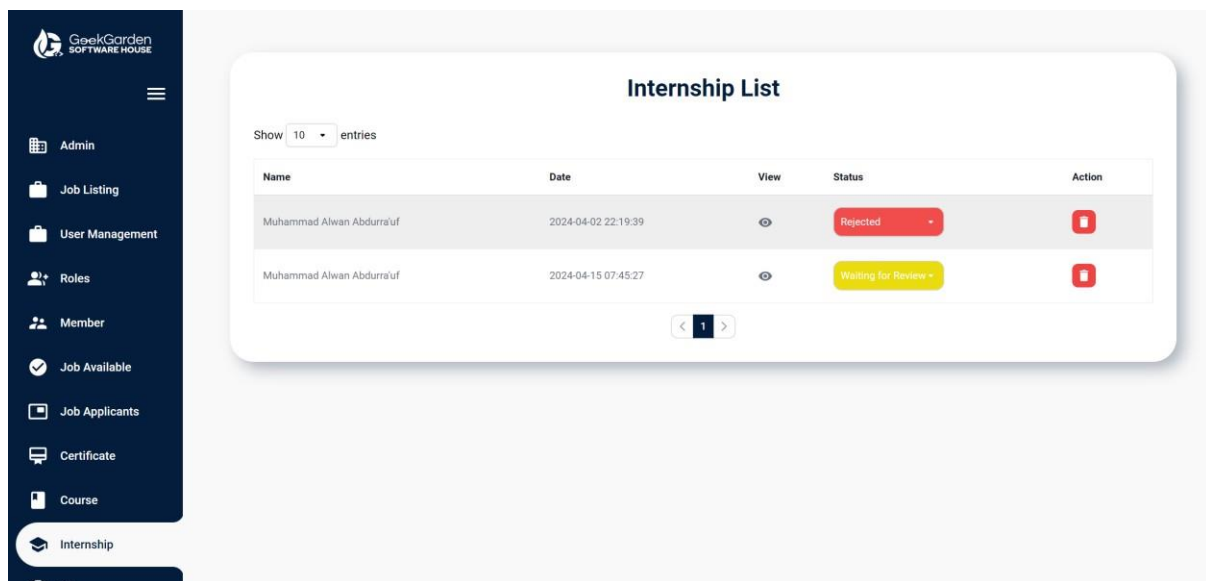 GeekGarden
SOFTWARE HOUSE
Admin
Job Listing
User Management
Roles
Member
Job Available
Job Applicants
Certificate
Course
Internship
Internship List
Show 10 entries
Name Date View Status Action
Muhammad Alwan Abdurra'uf 2024-04-02 22:19:39 Rejected
Muhammad Alwan Abdurra'uf 2024-04-15 07:45:27 Waiting for Review
< 1 >